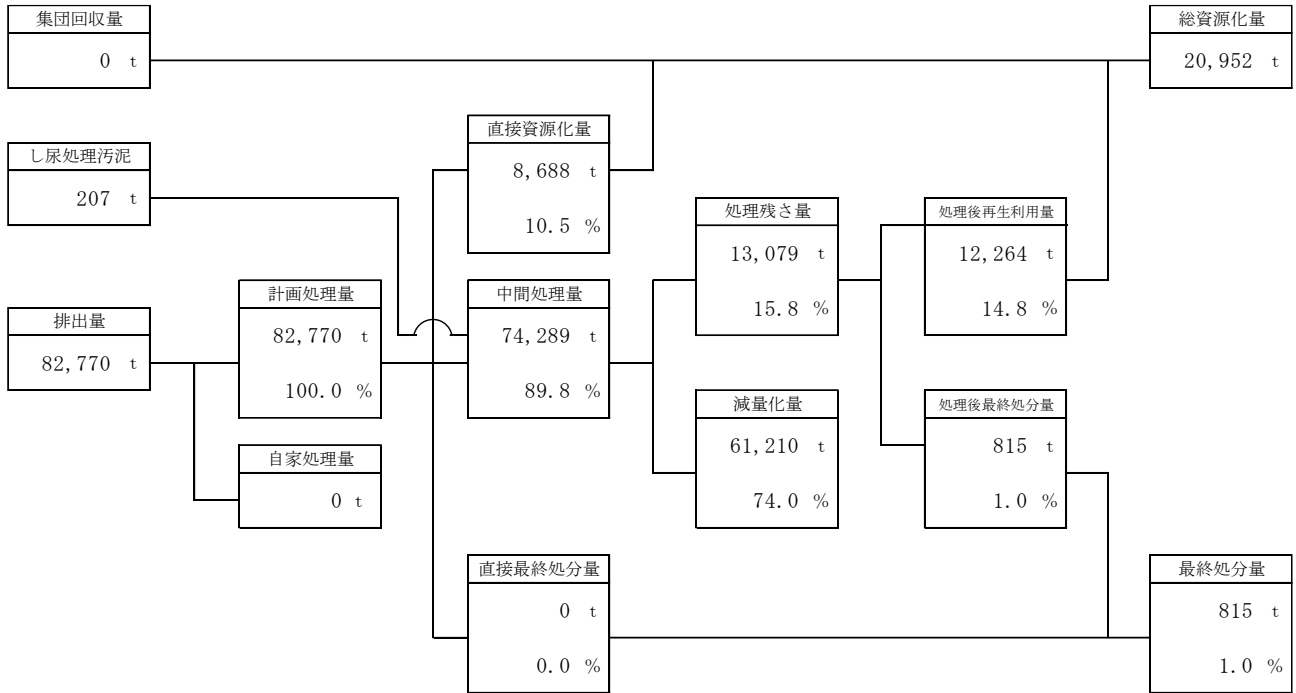 集団回収量
0 t
総資源化量
20,952 t
直接資源化量
8,688 t
10.5 %
し尿処理汚泥
207 t
処理残さ量
13,079 t
15.8 %
処理後再生利用量
12,264 t
14.8 %
計画処理量
82,770 t
100.0 %
中間処理量
74,289 t
89.8 %
排出量
82,770 t
減量化量
61,210 t
74.0 %
処理後最終処分量
815 t
1.0 %
自家処理量
0 t
直接最終処分量
0 t
0.0 %
最終処分量
815 t
1.0 %